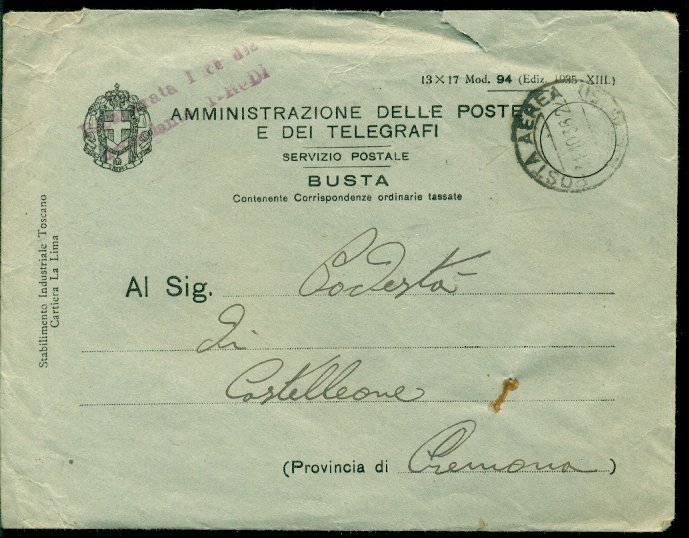 13×17 Mod. 94 (Ediz. 1935-XIII.)
AMMINISTRAZIONE DELLE POSTE
E DEI TELEGRAFI
SERVIZIO POSTALE
BUSTA
Contenente Corrispondenze ordinarie tassate
POSTA AEREA
Stabilimento Industriale Toscano
Cartiera La Lima
Al Sig. Podestà
di
Castelleone
(Provincia di Cremona)